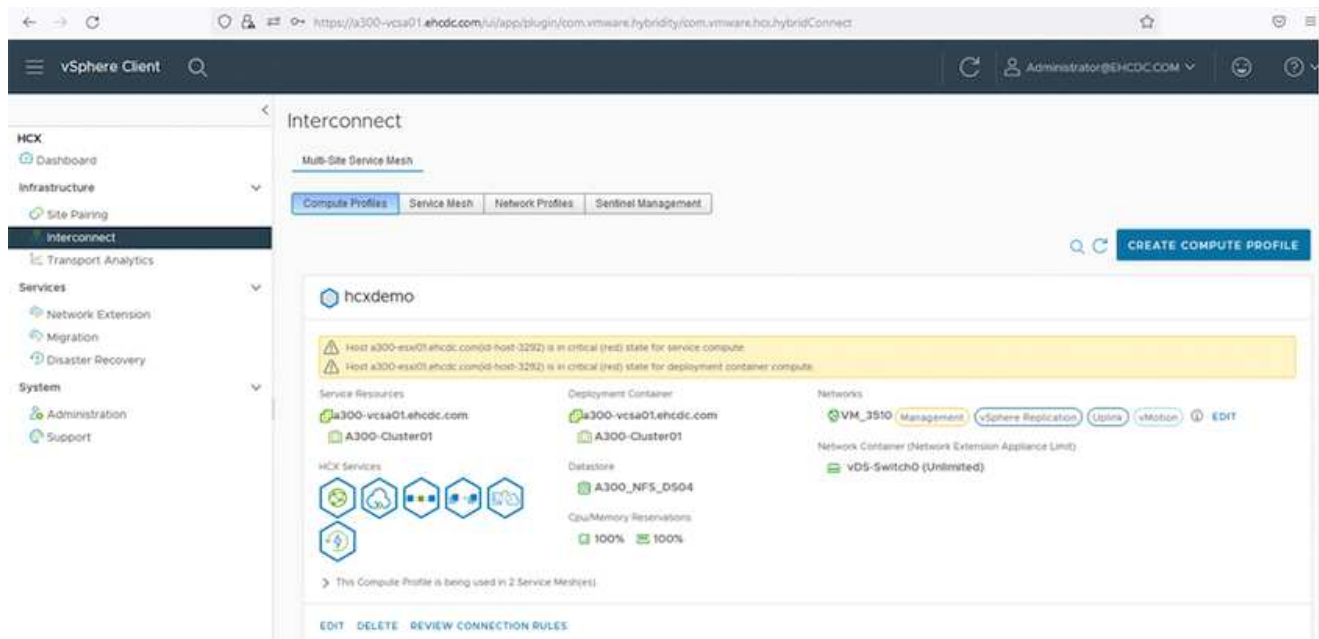 https://a300-vcsa01.ehcdc.com/ui/app/plugin/com.vmware.hybridity/com.vmware.hcx.hybridConnect
vSphere Client
Administrator@EHCDC.COM
HCX
Dashboard
Infrastructure
Site Pairing
Interconnect
Transport Analytics
Services
Network Extension
Migration
Disaster Recovery
System
Administration
Support
Interconnect
Multi-Site Service Mesh
Compute Profiles Service Mesh Network Profiles Sentinel Management
CREATE COMPUTE PROFILE
hcxdemo
Host a300-esxi01.ehcdc.com(id-host-3292) is in critical (red) state for service compute.
Host a300-esxi01.ehcdc.com(id-host-3292) is in critical (red) state for deployment container compute.
Service Resources
a300-vcsa01.ehcdc.com
A300-Cluster01
HCX Services
Deployment Container
a300-vcsa01.ehcdc.com
A300-Cluster01
Datastore
A300_NFS_DS04
Cpu/Memory Reservations
100% 100%
Networks
VM_3510 Management vSphere Replication Uplink vMotion EDIT
Network Container (Network Extension Appliance Limit)
vDS-Switch0 (Unlimited)
This Compute Profile is being used in 2 Service Mesh(es).
EDIT DELETE REVIEW CONNECTION RULES